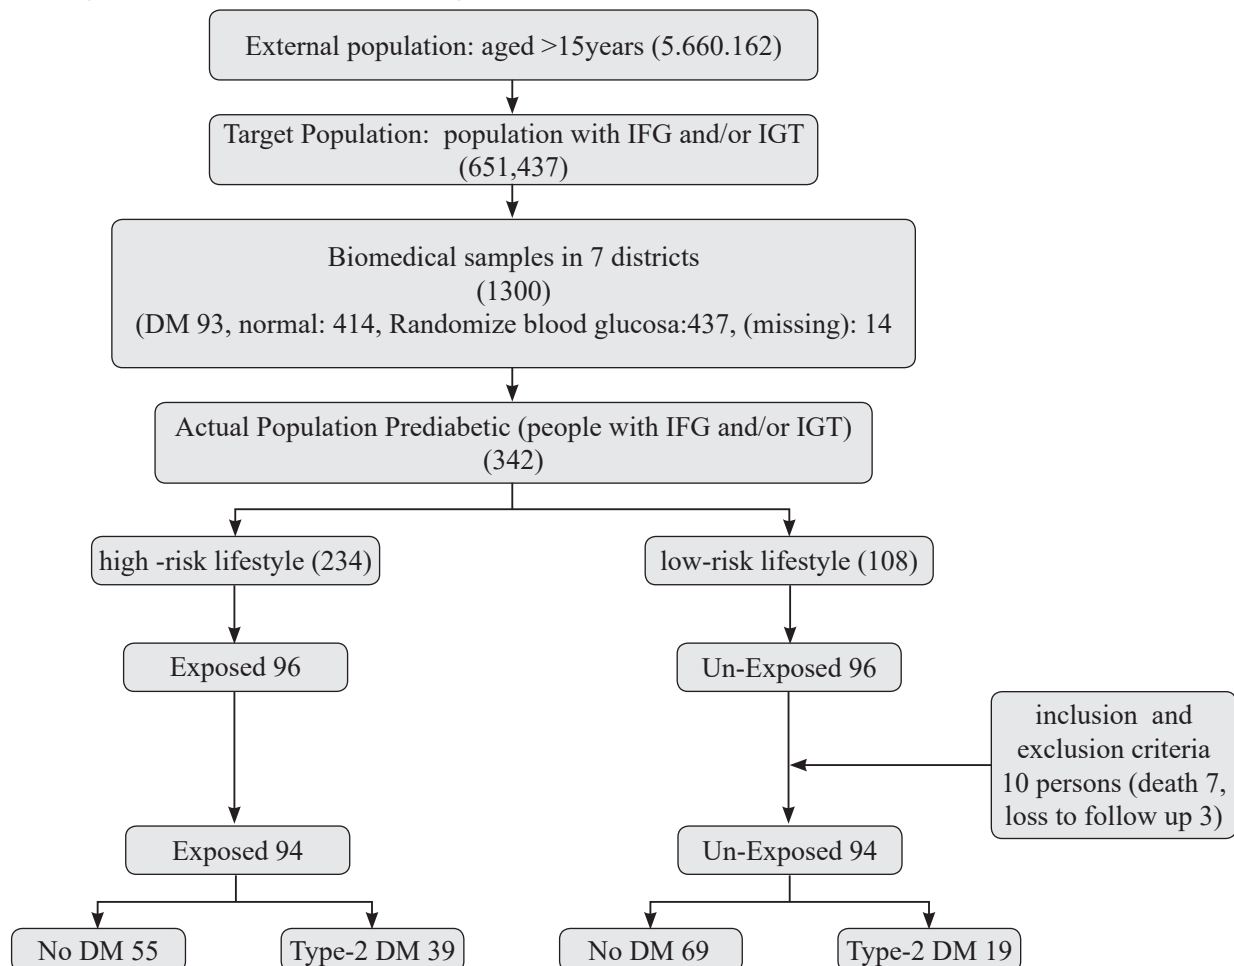 External population: aged >15years (5.660.162)
Target Population:  population with IFG and/or IGT
(651,437)
Biomedical samples in 7 districts
(1300)
(DM 93, normal: 414, Randomize blood glucosa:437, (missing): 14
Actual Population Prediabetic (people with IFG and/or IGT)
(342)
high -risk lifestyle (234)
low-risk lifestyle (108)
Exposed 96
Un-Exposed 96
inclusion  and
exclusion criteria
10 persons (death 7,
loss to follow up 3)
Exposed 94
Un-Exposed 94
No DM 55
Type-2 DM 39
No DM 69
Type-2 DM 19